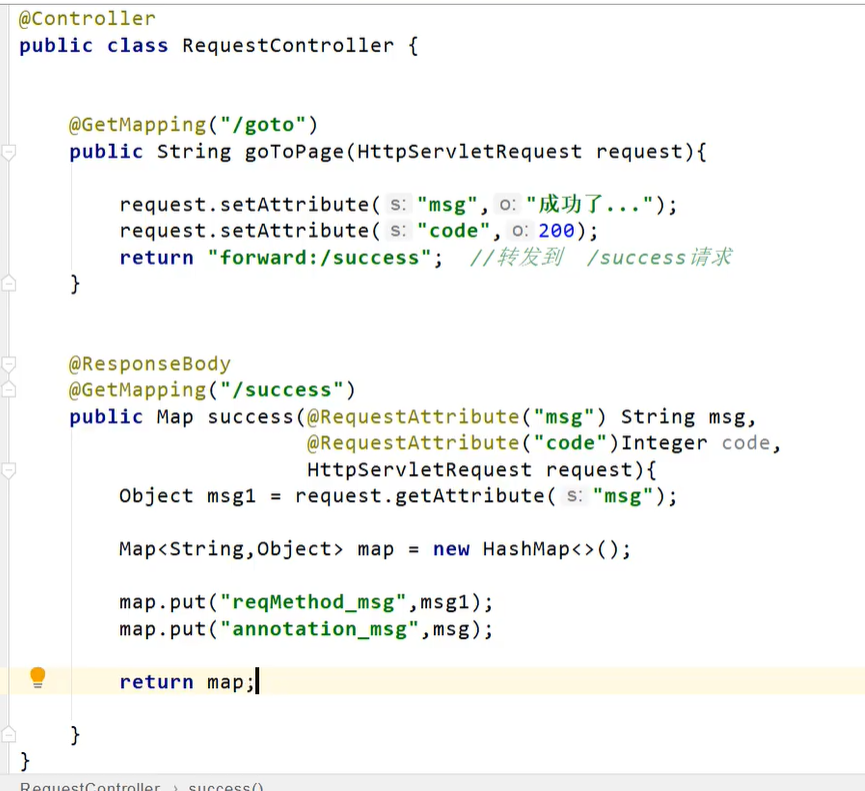 @Controller
public class RequestController {
@GetMapping("/goto")
public String goToPage(HttpServletRequest request){
request.setAttribute( s: "msg", o: "成功了...");
request.setAttribute( s: "code", o: 200);
return "forward:/success";  //转发到  /success请求
}
@ResponseBody
@GetMapping("/success")
public Map success(@RequestAttribute("msg") String msg,
@RequestAttribute("code")Integer code,
HttpServletRequest request){
Object msg1 = request.getAttribute( s: "msg");
Map<String,Object> map = new HashMap<>();
map.put("reqMethod_msg",msg1);
map.put("annotation_msg",msg);
return map;
}
}
RequestController › success()